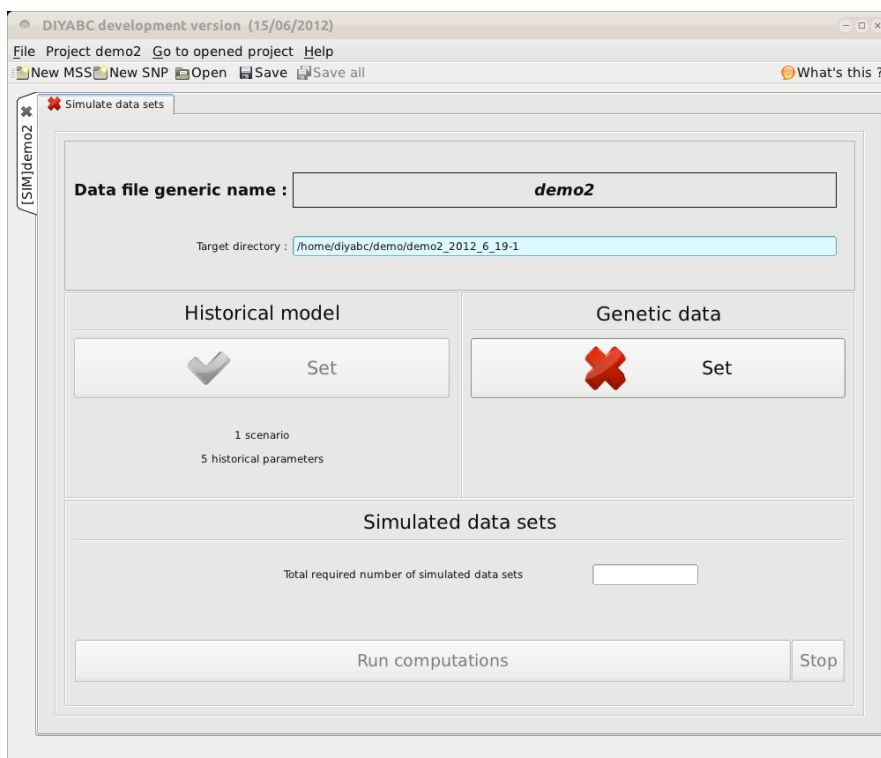 DIYABC development version (15/06/2012)
File Project demo2 Go to opened project Help
New MSS New SNP Open Save Save all What's this ?
[SIM]demo2
Simulate data sets
Data file generic name : demo2
Target directory : /home/diyabc/demo/demo2_2012_6_19-1
Historical model Genetic data
Set Set
1 scenario
5 historical parameters
Simulated data sets
Total required number of simulated data sets
Run computations Stop